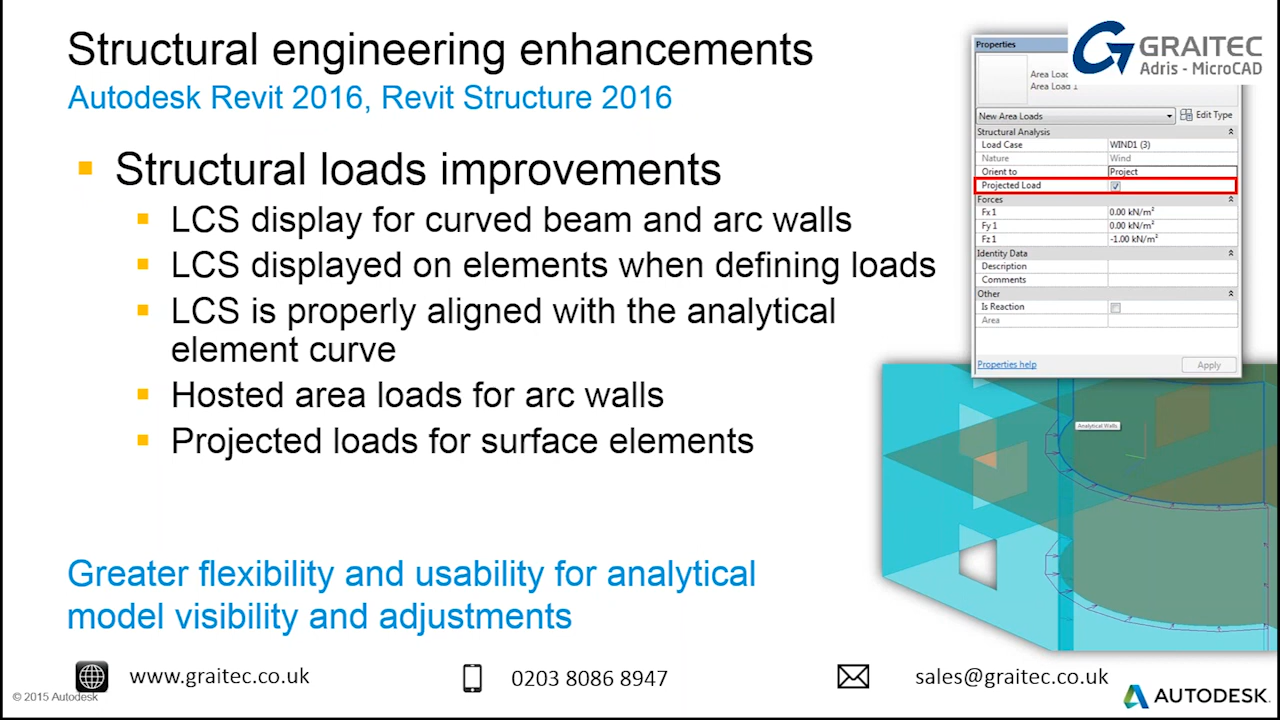 Structural engineering enhancements
Autodesk Revit 2016, Revit Structure 2016
Structural loads improvements
LCS display for curved beam and arc walls
LCS displayed on elements when defining loads
LCS is properly aligned with the analytical
element curve
Hosted area loads for arc walls
Projected loads for surface elements
Greater flexibility and usability for analytical
model visibility and adjustments
GRAITEC
Adris - MicroCAD
Properties
Area Loa
Area Load 1
New Area Loads
Edit Type
Structural Analysis
Load Case WIND1 (3)
Nature Wind
Orient to Project
Projected Load
Forces
Fx 1 0.00 kN/m²
Fy 1 0.00 kN/m²
Fz 1 -1.00 kN/m²
Identity Data
Description
Comments
Other
Is Reaction
Area
Properties help
Apply
Analytical Walls
www.graitec.co.uk
0203 8086 8947
sales@graitec.co.uk
© 2015 Autodesk
AUTODESK.